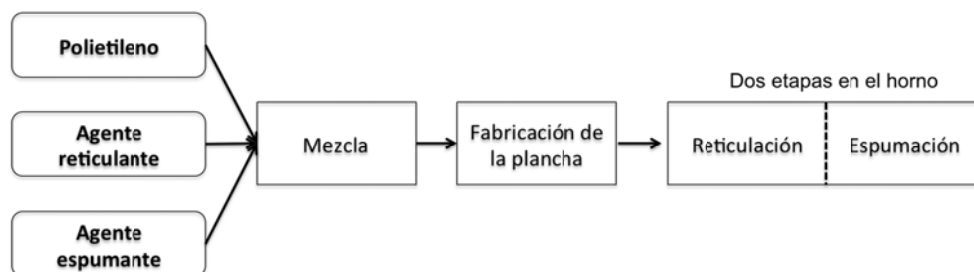 Polietileno
Agente
reticulante
Agente
espumante
Mezcla
Fabricación de
la plancha
Dos etapas en el horno
Reticulación
Espumación